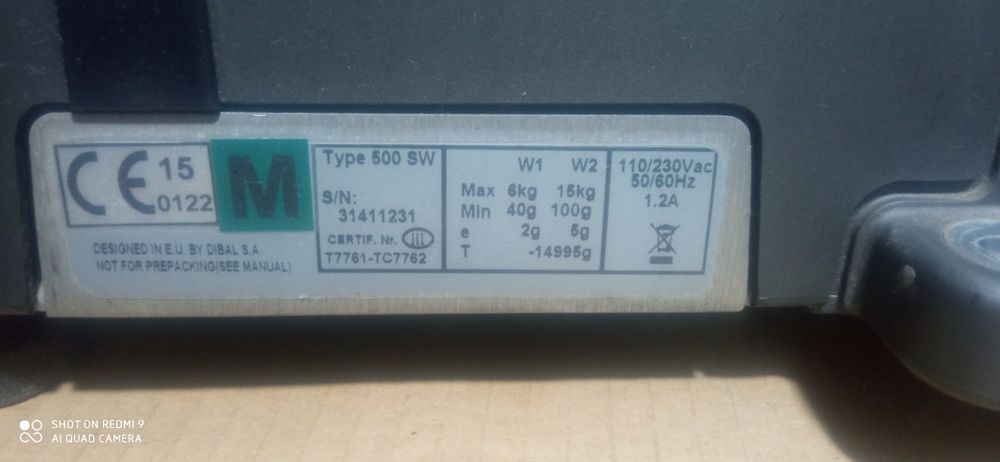 CE 15
0122
M
DESIGNED IN E.U. BY DIBAL S.A.
NOT FOR PREPACKING(SEE MANUAL)
Type 500 SW
S/N:
31411231
CERTIF. Nr. III
T7761-TC7762
W1 W2
Max 6kg 15kg
Min 40g 100g
e 2g 5g
T -14995g
110/230Vac
50/60Hz
1.2A
SHOT ON REDMI 9
AI QUAD CAMERA